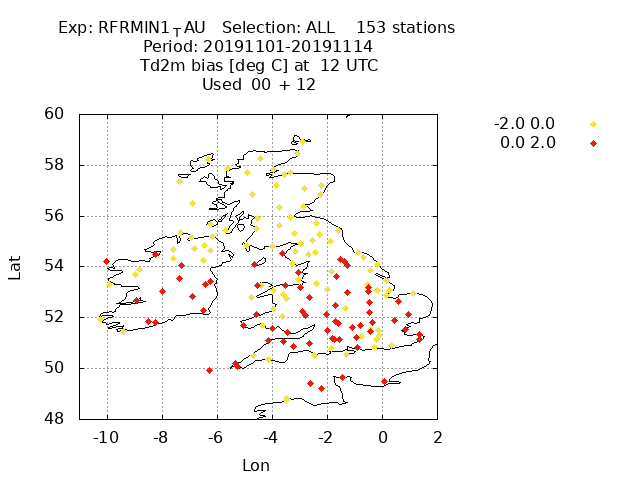 Exp: RFRMIN1TAU Selection: ALL 153 stations
Period: 20191101-20191114
Td2m bias [deg C] at 12 UTC
Used 00 + 12
-2.0 0.0
0.0 2.0
60
58
56
54
52
50
48
Lat
-10 -8 -6 -4 -2 0 2
Lon